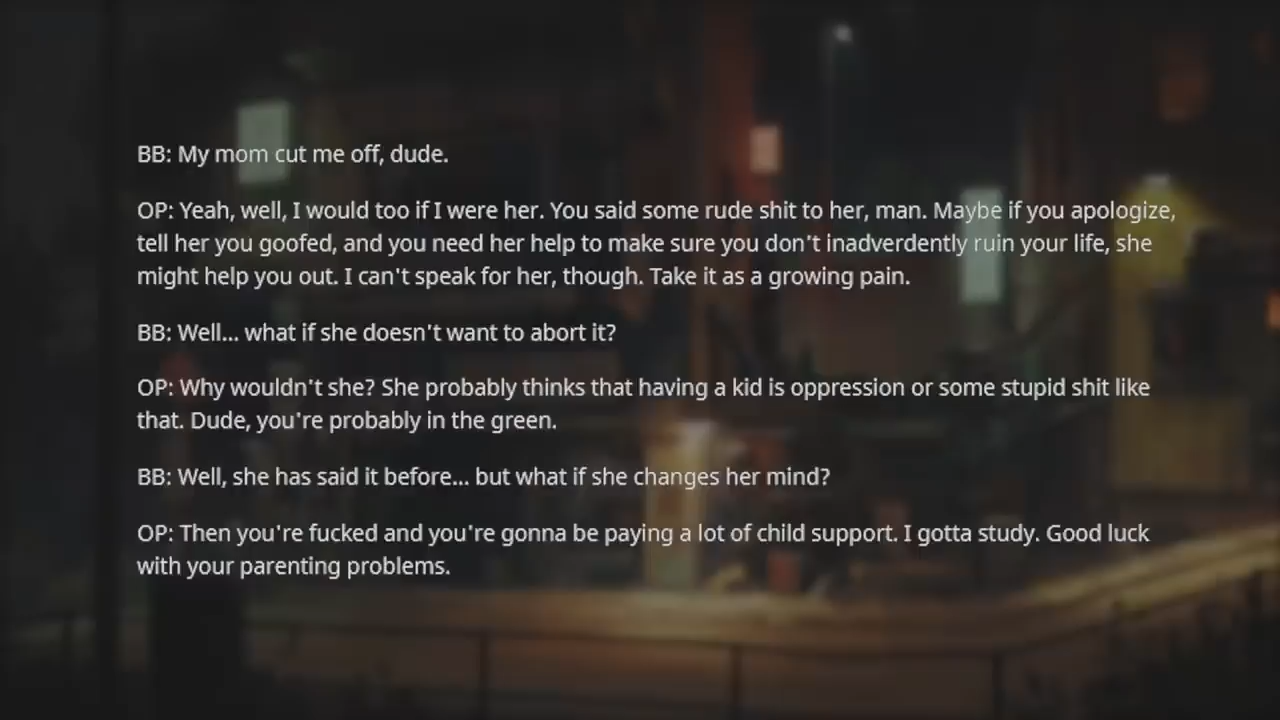 BB: My mom cut me off, dude.
OP: Yeah, well, I would too if I were her. You said some rude shit to her, man. Maybe if you apologize,
tell her you goofed, and you need her help to make sure you don't inadverdently ruin your life, she
might help you out. I can't speak for her, though. Take it as a growing pain.
BB: Well... what if she doesn't want to abort it?
OP: Why wouldn't she? She probably thinks that having a kid is oppression or some stupid shit like
that. Dude, you're probably in the green.
BB: Well, she has said it before... but what if she changes her mind?
OP: Then you're fucked and you're gonna be paying a lot of child support. I gotta study. Good luck
with your parenting problems.